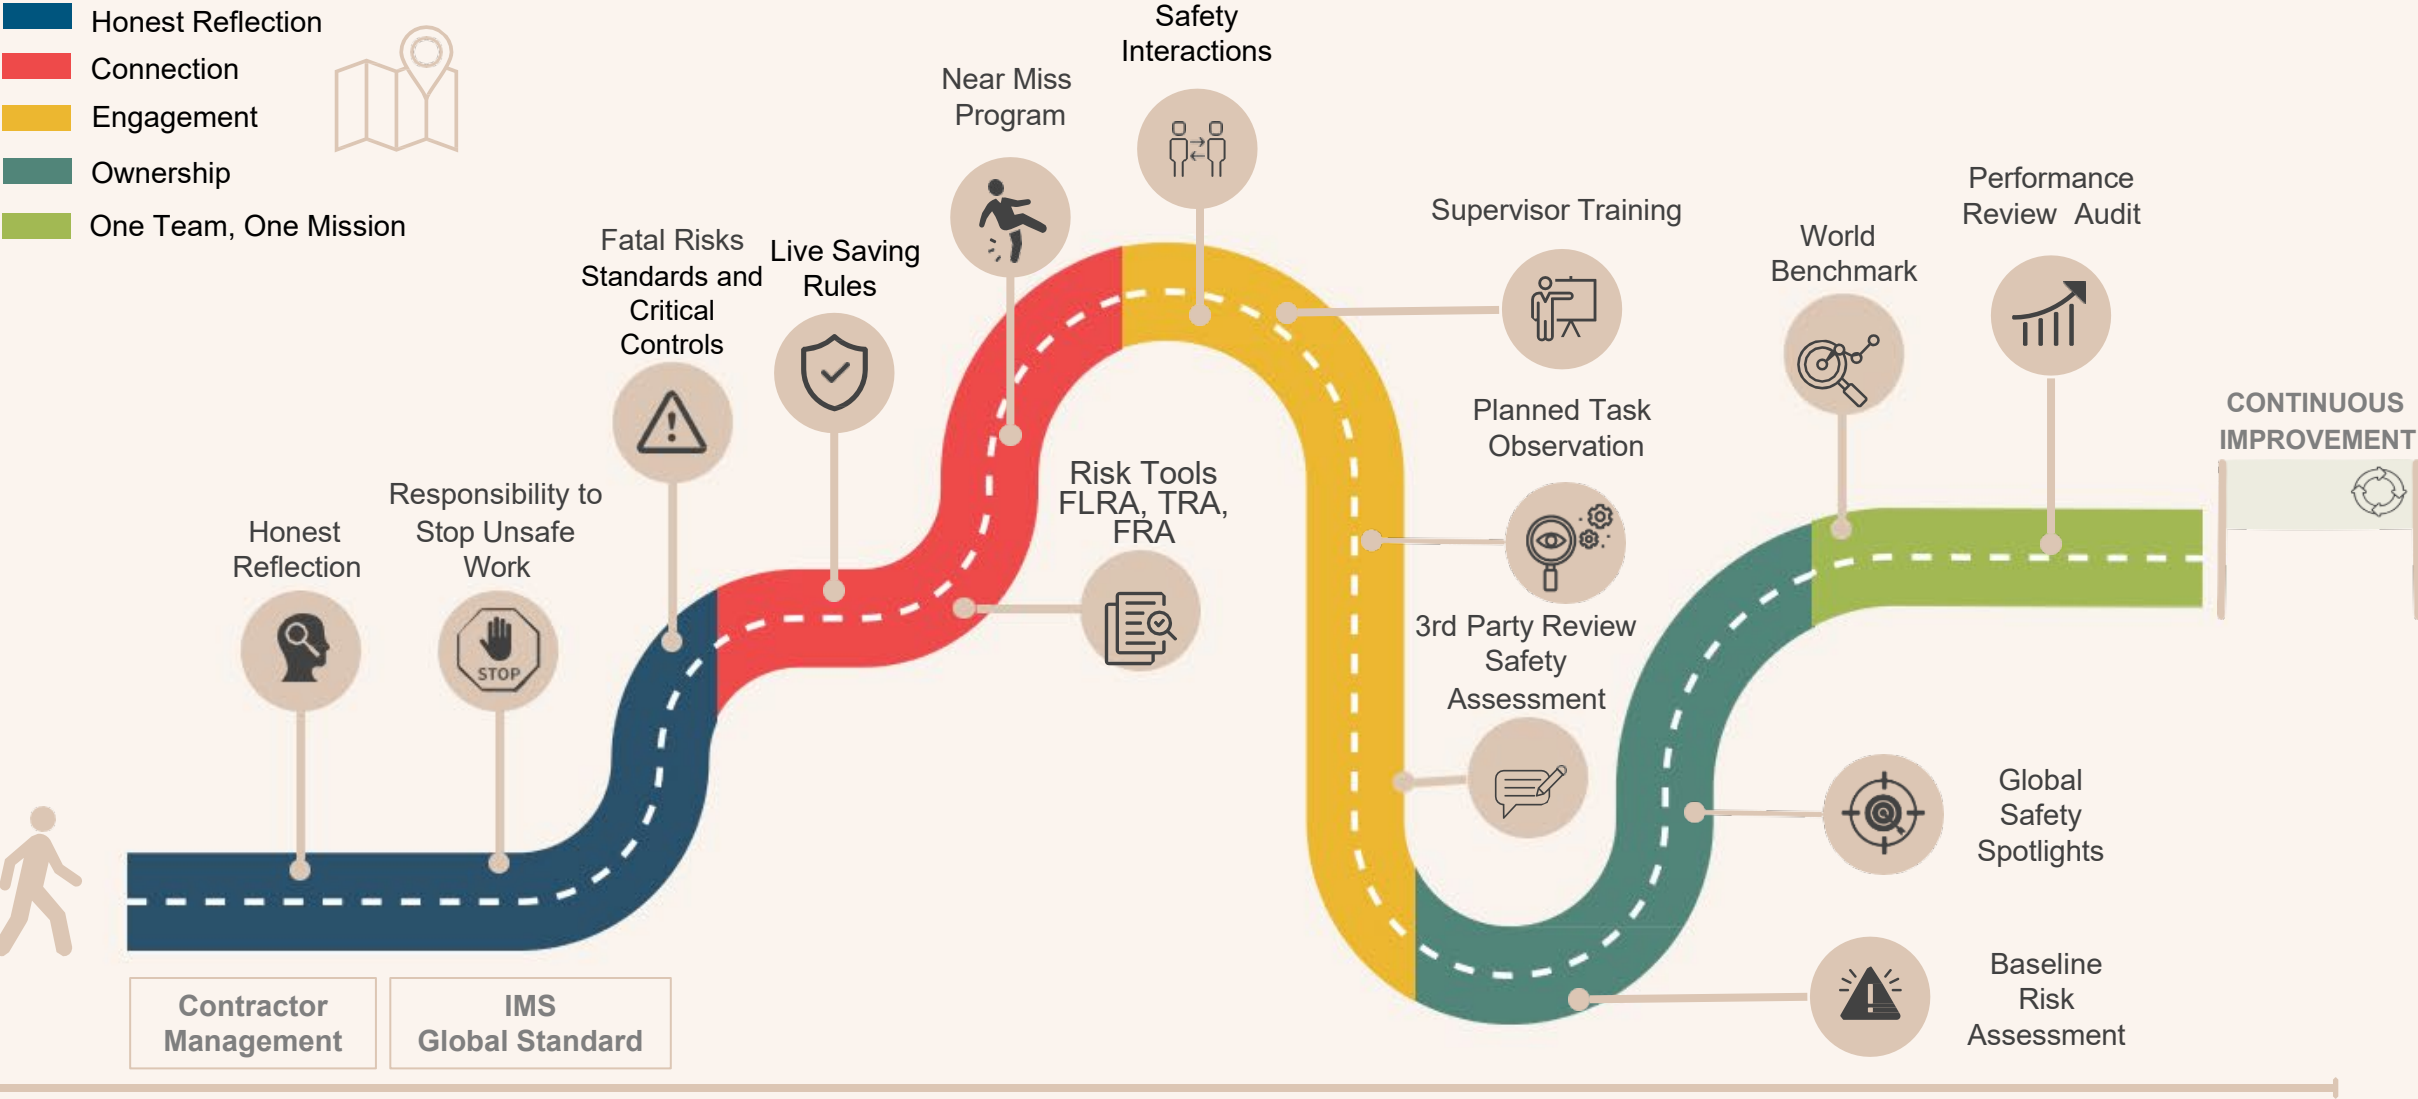 Honest Reflection
Connection
Engagement
Ownership
One Team, One Mission
Honest
Reflection
Responsibility to
Stop Unsafe
Work
STOP
Fatal Risks
Standards and
Critical
Controls
Live Saving
Rules
Near Miss
Program
Risk Tools
FLRA, TRA,
FRA
Safety
Interactions
Supervisor Training
Planned Task
Observation
3rd Party Review
Safety
Assessment
Baseline
Risk
Assessment
Global
Safety
Spotlights
World
Benchmark
Performance
Review Audit
CONTINUOUS
IMPROVEMENT
Contractor
Management
IMS
Global Standard